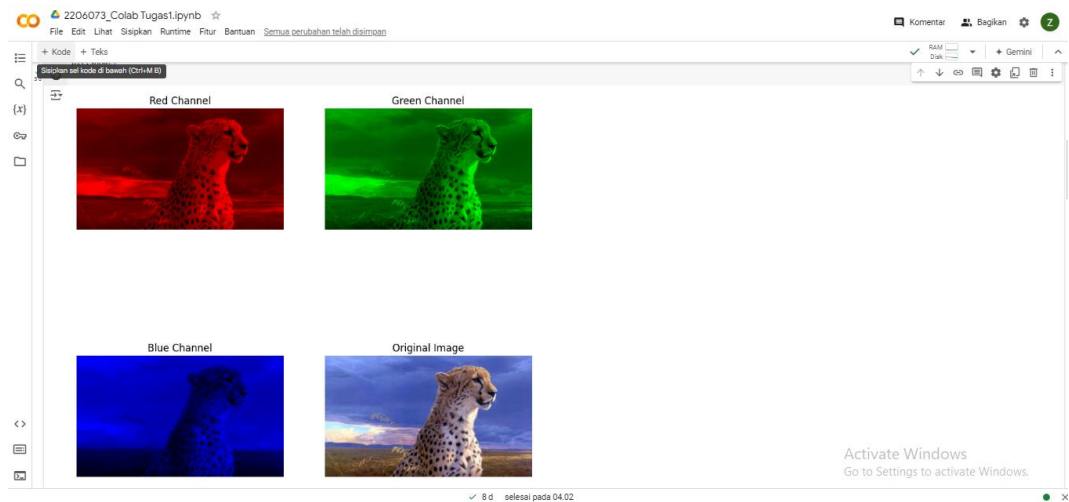 2206073_Colab Tugas1.ipynb
File Edit Lihat Sisipkan Runtime Fitur Bantuan Semua perubahan telah disimpan
Komentar Bagikan Z
+ Kode + Teks
RAM
Disk
+ Gemini
Sisipkan sel kode di bawah (Ctrl+M B)
{x}
Red Channel Green Channel
Blue Channel Original Image
Activate Windows
Go to Settings to activate Windows.
8 d selesai pada 04.02